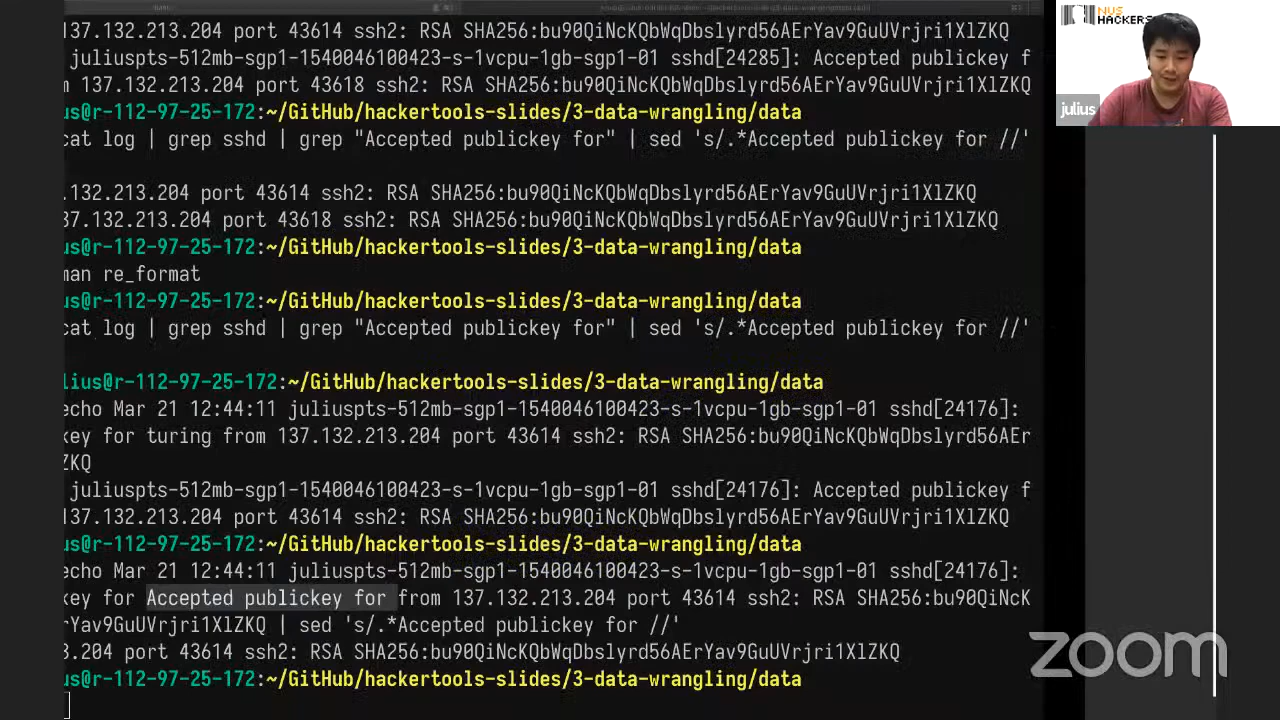 137.132.213.204 port 43614 ssh2: RSA SHA256:bu90QiNcKQbWqDbslyrd56AErYav9GuUVrjri1XlZKQ
juliuspts-512mb-sgp1-1540046100423-s-1vcpu-1gb-sgp1-01 sshd[24285]: Accepted publickey f
m 137.132.213.204 port 43618 ssh2: RSA SHA256:bu90QiNcKQbWqDbslyrd56AErYav9GuUVrjri1XlZKQ
us@r-112-97-25-172:~/GitHub/hackertools-slides/3-data-wrangling/data
cat log | grep sshd | grep "Accepted publickey for" | sed 's/.*Accepted publickey for //'
.132.213.204 port 43614 ssh2: RSA SHA256:bu90QiNcKQbWqDbslyrd56AErYav9GuUVrjri1XlZKQ
37.132.213.204 port 43618 ssh2: RSA SHA256:bu90QiNcKQbWqDbslyrd56AErYav9GuUVrjri1XlZKQ
us@r-112-97-25-172:~/GitHub/hackertools-slides/3-data-wrangling/data
man re_format
us@r-112-97-25-172:~/GitHub/hackertools-slides/3-data-wrangling/data
cat log | grep sshd | grep "Accepted publickey for" | sed 's/.*Accepted publickey for //'
lius@r-112-97-25-172:~/GitHub/hackertools-slides/3-data-wrangling/data
echo Mar 21 12:44:11 juliuspts-512mb-sgp1-1540046100423-s-1vcpu-1gb-sgp1-01 sshd[24176]:
key for turing from 137.132.213.204 port 43614 ssh2: RSA SHA256:bu90QiNcKQbWqDbslyrd56AEr
ZKQ
juliuspts-512mb-sgp1-1540046100423-s-1vcpu-1gb-sgp1-01 sshd[24176]: Accepted publickey f
137.132.213.204 port 43614 ssh2: RSA SHA256:bu90QiNcKQbWqDbslyrd56AErYav9GuUVrjri1XlZKQ
us@r-112-97-25-172:~/GitHub/hackertools-slides/3-data-wrangling/data
echo Mar 21 12:44:11 juliuspts-512mb-sgp1-1540046100423-s-1vcpu-1gb-sgp1-01 sshd[24176]:
key for Accepted publickey for from 137.132.213.204 port 43614 ssh2: RSA SHA256:bu90QiNcK
rYav9GuUVrjri1XlZKQ | sed 's/.*Accepted publickey for //'
3.204 port 43614 ssh2: RSA SHA256:bu90QiNcKQbWqDbslyrd56AErYav9GuUVrjri1XlZKQ
us@r-112-97-25-172:~/GitHub/hackertools-slides/3-data-wrangling/data
NUS
HACKERS
julius
zoom